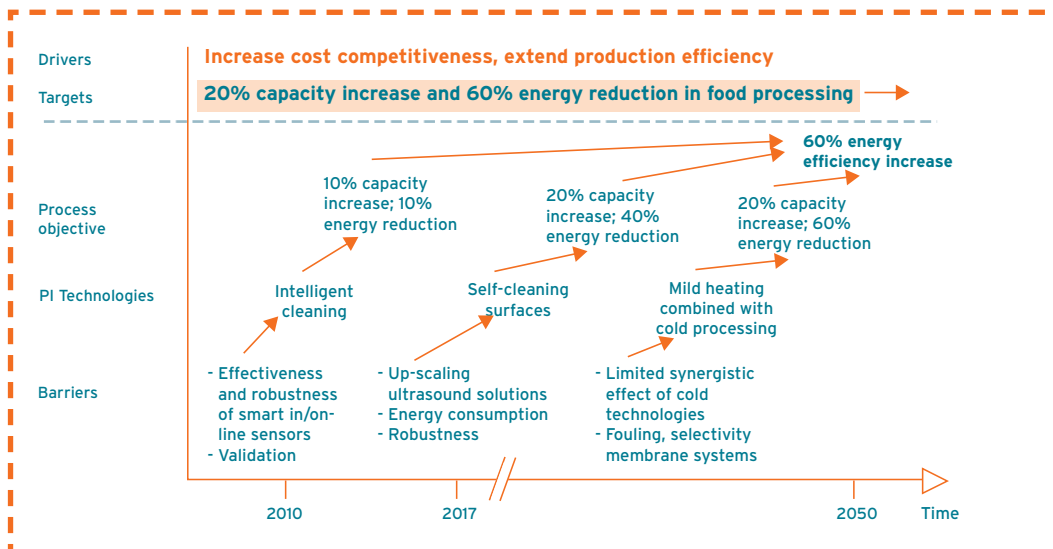 Drivers
Increase cost competitiveness, extend production efficiency
Targets
20% capacity increase and 60% energy reduction in food processing
60% energy
efficiency increase
Process
objective
10% capacity
increase; 10%
energy reduction
20% capacity
increase; 40%
energy reduction
20% capacity
increase; 60%
energy reduction
PI Technologies
Intelligent
cleaning
Self-cleaning
surfaces
Mild heating
combined with
cold processing
Barriers
- Effectiveness
and robustness
of smart in/on-
line sensors
- Validation
- Up-scaling
ultrasound solutions
- Energy consumption
- Robustness
- Limited synergistic
effect of cold
technologies
- Fouling, selectivity
membrane systems
2010
2017
2050
Time